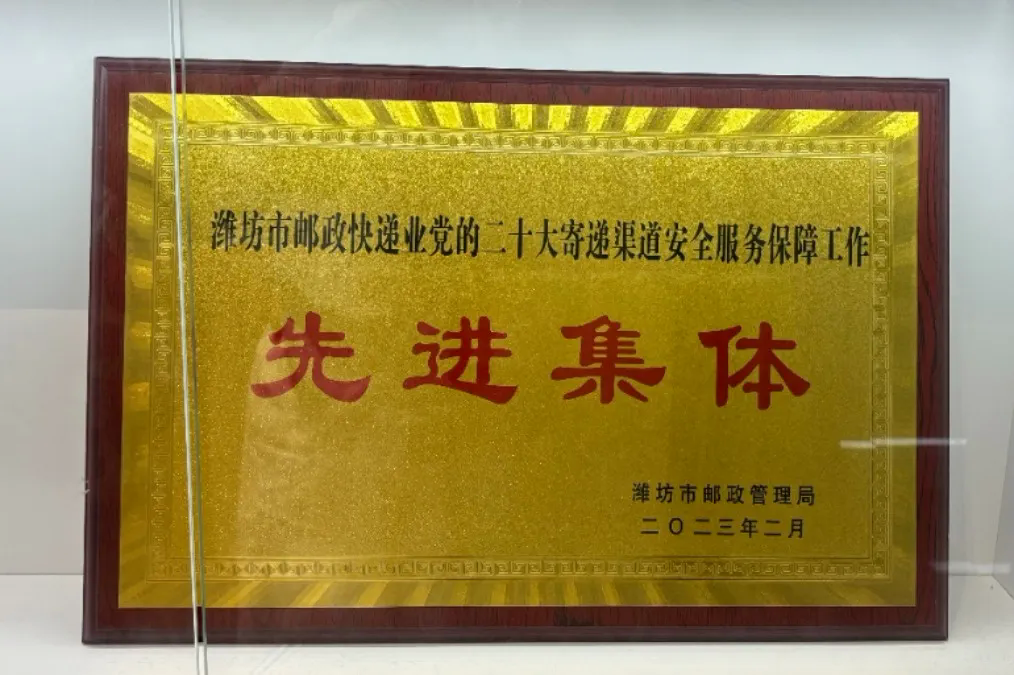 潍坊市邮政快递业党的二十大寄递渠道安全服务保障工作
先进集体
潍坊市邮政管理局
二〇二三年二月